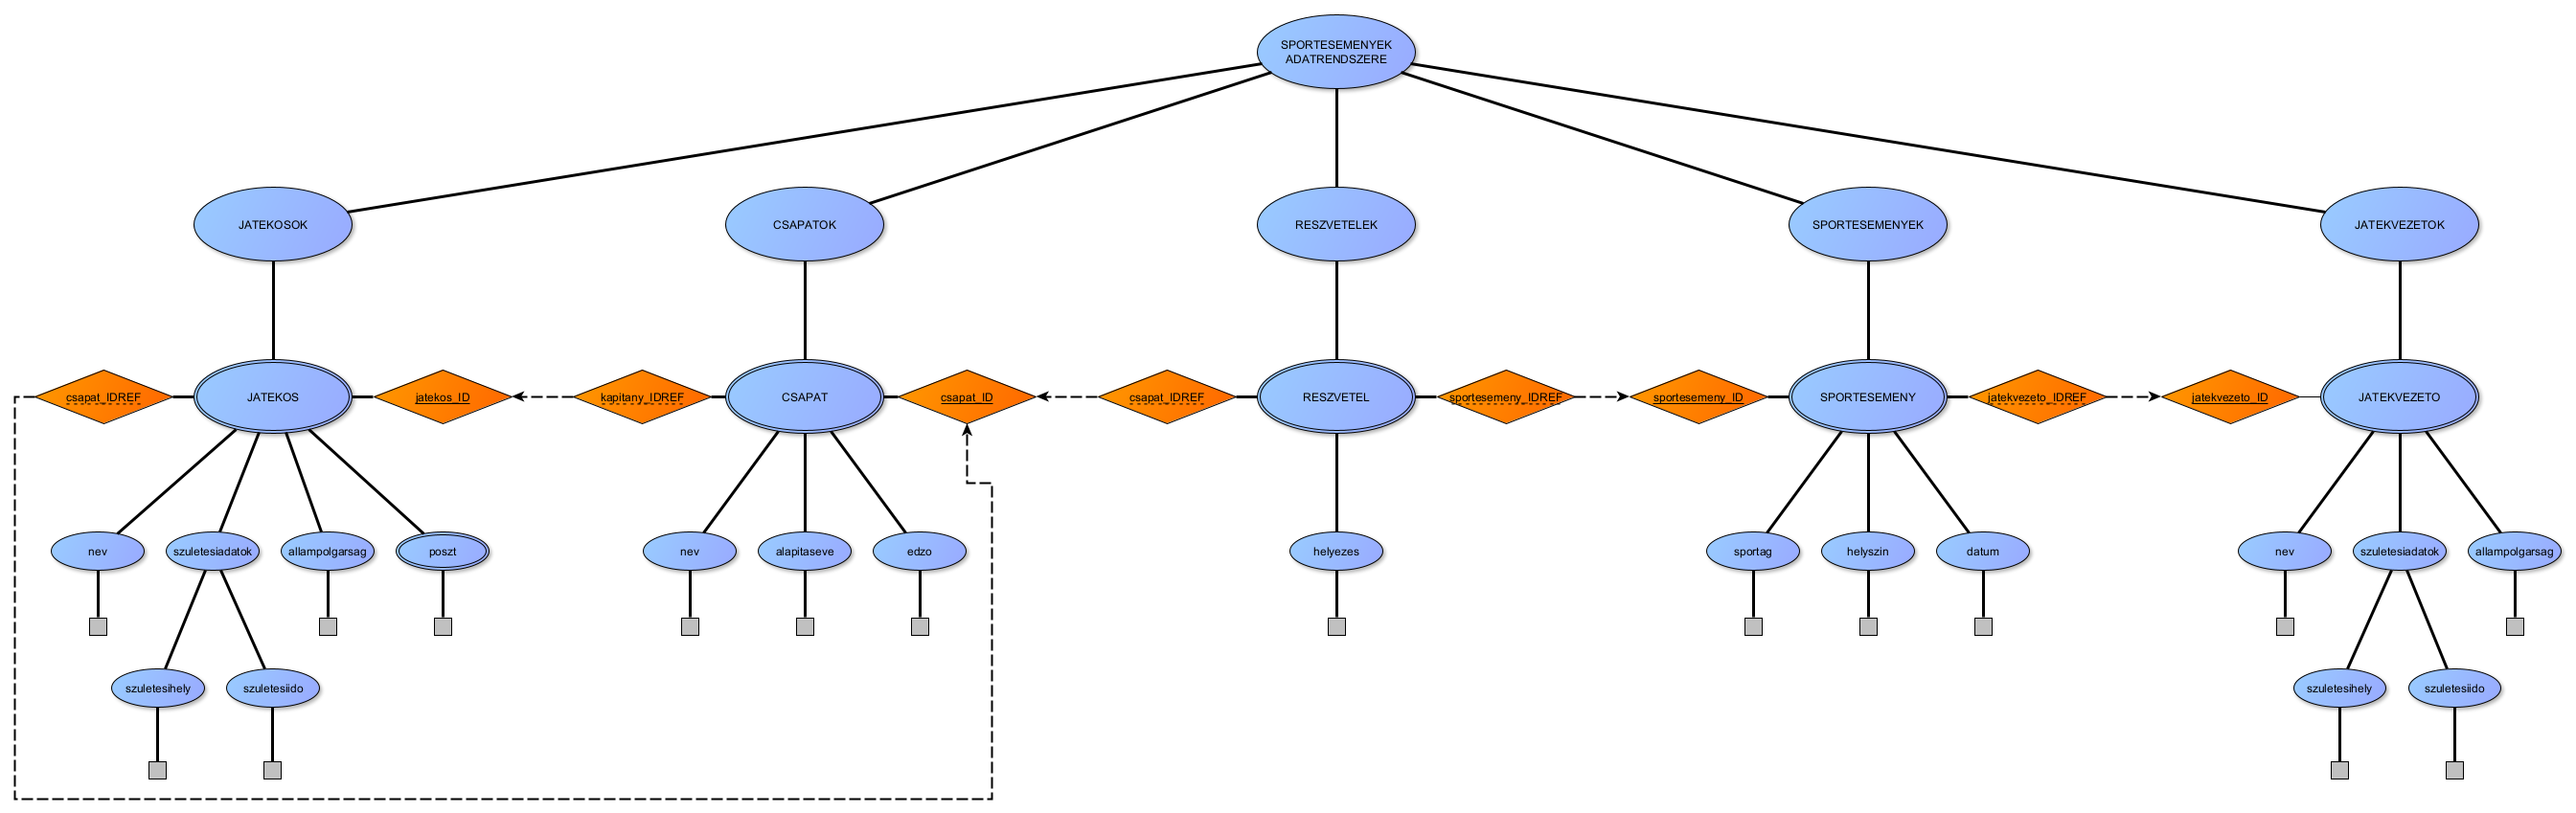 SPORTESEMENYEK
ADATRENDSZERE
JATEKOSOK
CSAPATOK
RESZVETELEK
SPORTESEMENYEK
JATEKVEZETOK
csapat_IDREF
JATEKOS
jatekos_ID
kapitany_IDREF
CSAPAT
csapat_ID
csapat_IDREF
RESZVETEL
sportesemeny_IDREF
sportesemeny_ID
SPORTESEMENY
jatekvezeto_IDREF
jatekvezeto_ID
JATEKVEZETO
nev
szuletesiadatok
allampolgarsag
poszt
nev
alapitaseve
edzo
helyezes
sportag
helyszin
datum
nev
szuletesiadatok
allampolgarsag
szuletesihely
szuletesiido
szuletesihely
szuletesiido